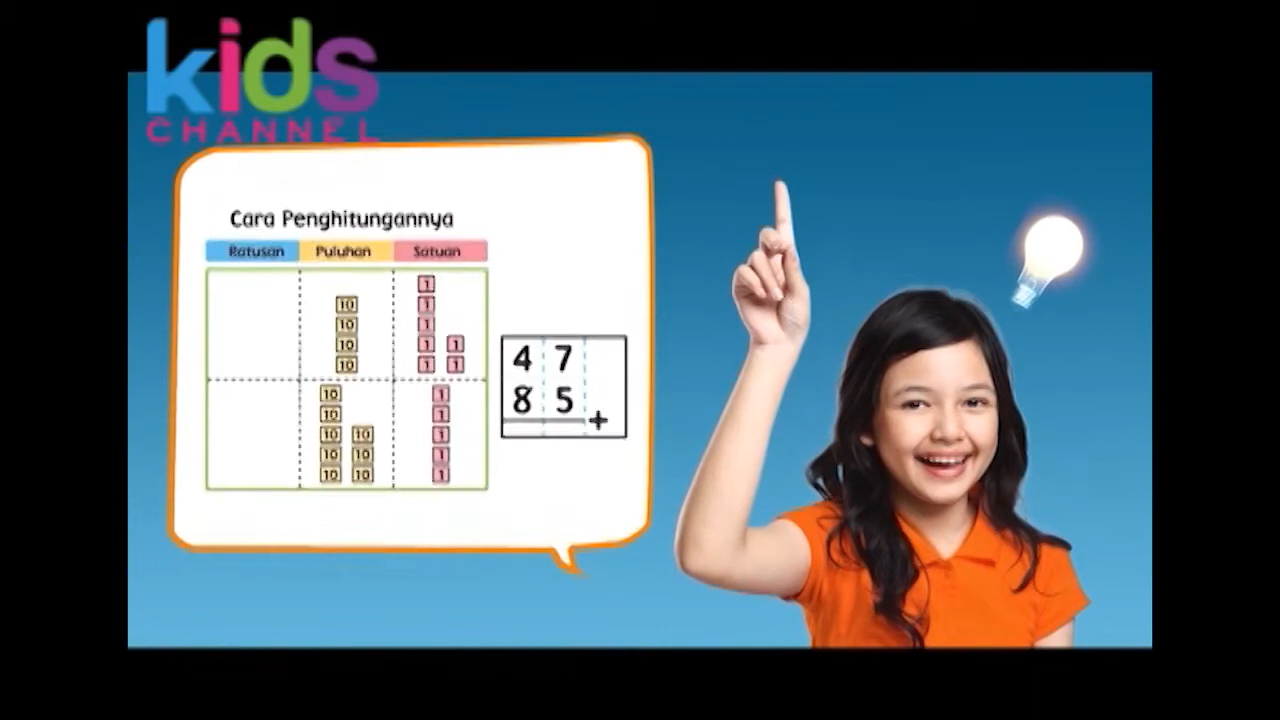 kids
CHANNEL
Cara Penghitungannya
Ratusan Puluhan Satuan
1
10 1
10 1
10 1 1
10 1 1
10 1
10 1
10 10 1
10 10 1
10 10 1
4 7
8 5
+